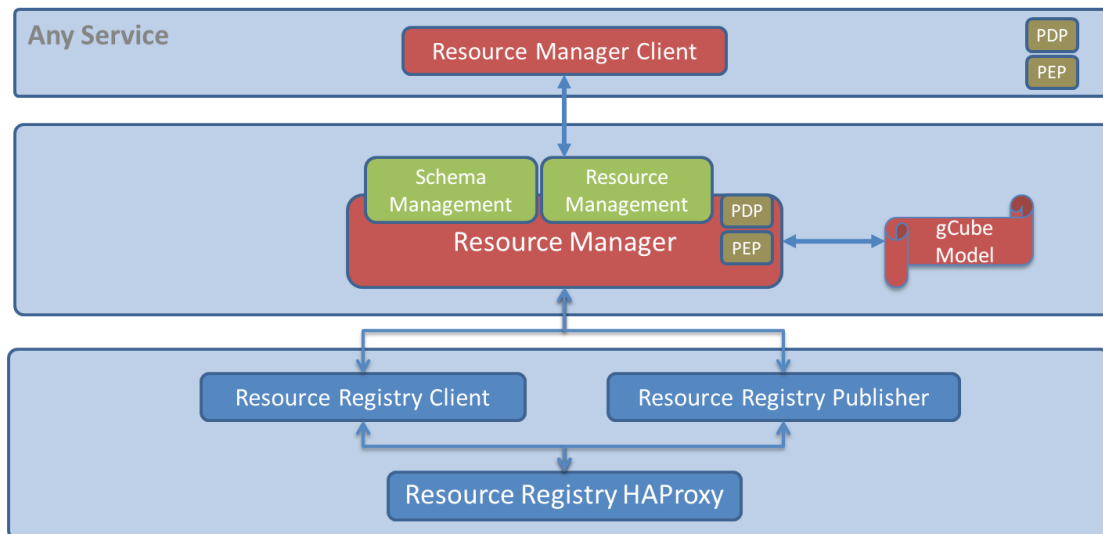 Any Service
Resource Manager Client
PDP
PEP
Schema
Management
Resource
Management
PDP
Resource Manager
PEP
gCube
Model
Resource Registry Client
Resource Registry Publisher
Resource Registry HAProxy